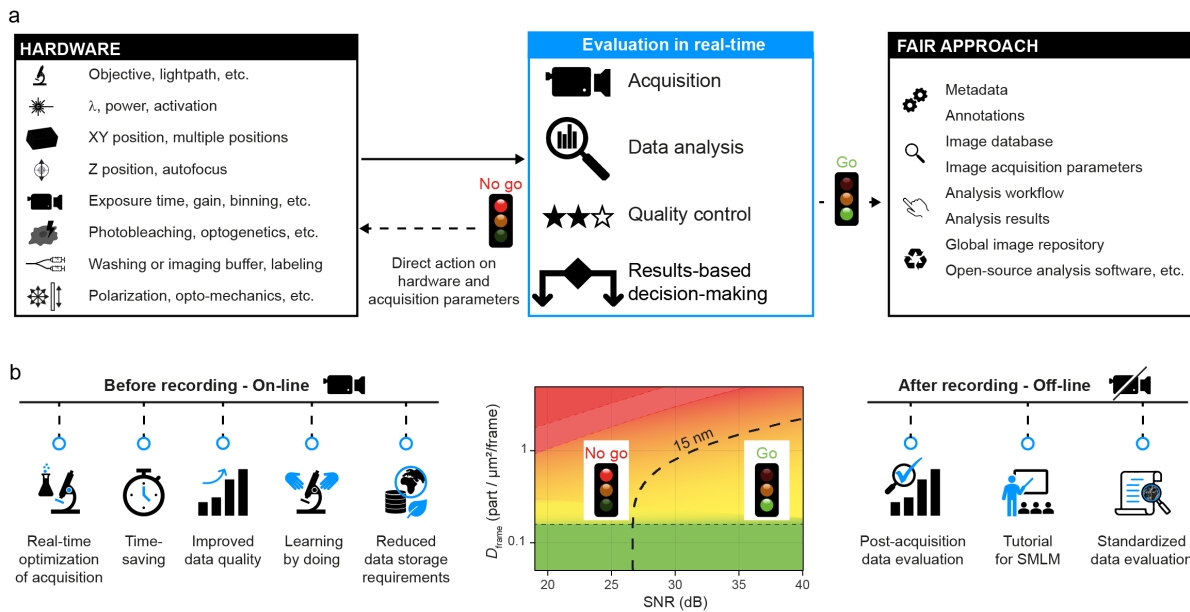 a
HARDWARE
Objective, lightpath, etc.
λ, power, activation
XY position, multiple positions
Z position, autofocus
Exposure time, gain, binning, etc.
Photobleaching, optogenetics, etc.
Washing or imaging buffer, labeling
Polarization, opto-mechanics, etc.
No go
Direct action on
hardware and
acquisition parameters
Evaluation in real-time
Acquisition
Data analysis
Quality control
Results-based
decision-making
Go
FAIR APPROACH
Metadata
Annotations
Image database
Image acquisition parameters
Analysis workflow
Analysis results
Global image repository
Open-source analysis software, etc.
b
Before recording - On-line
Real-time
optimization
of acquisition
Time-
saving
Improved
data quality
Learning
by doing
Reduced
data storage
requirements
Dframe (part / µm²/frame)
1
0.1
15 nm
No go
Go
20 25 30 35 40
SNR (dB)
After recording - Off-line
Post-acquisition
data evaluation
Tutorial
for SMLM
Standardized
data evaluation